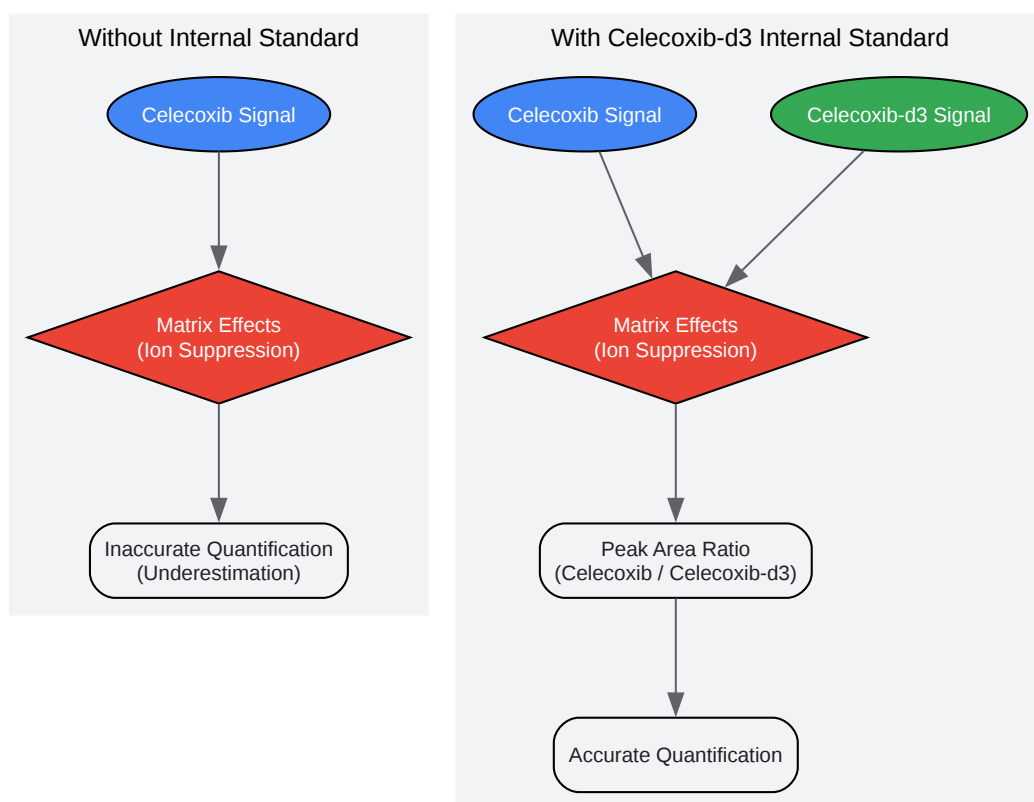 Without Internal Standard
Celecoxib Signal
Matrix Effects
(Ion Suppression)
Inaccurate Quantification
(Underestimation)
With Celecoxib-d3 Internal Standard
Celecoxib Signal
Celecoxib-d3 Signal
Matrix Effects
(Ion Suppression)
Peak Area Ratio
(Celecoxib / Celecoxib-d3)
Accurate Quantification